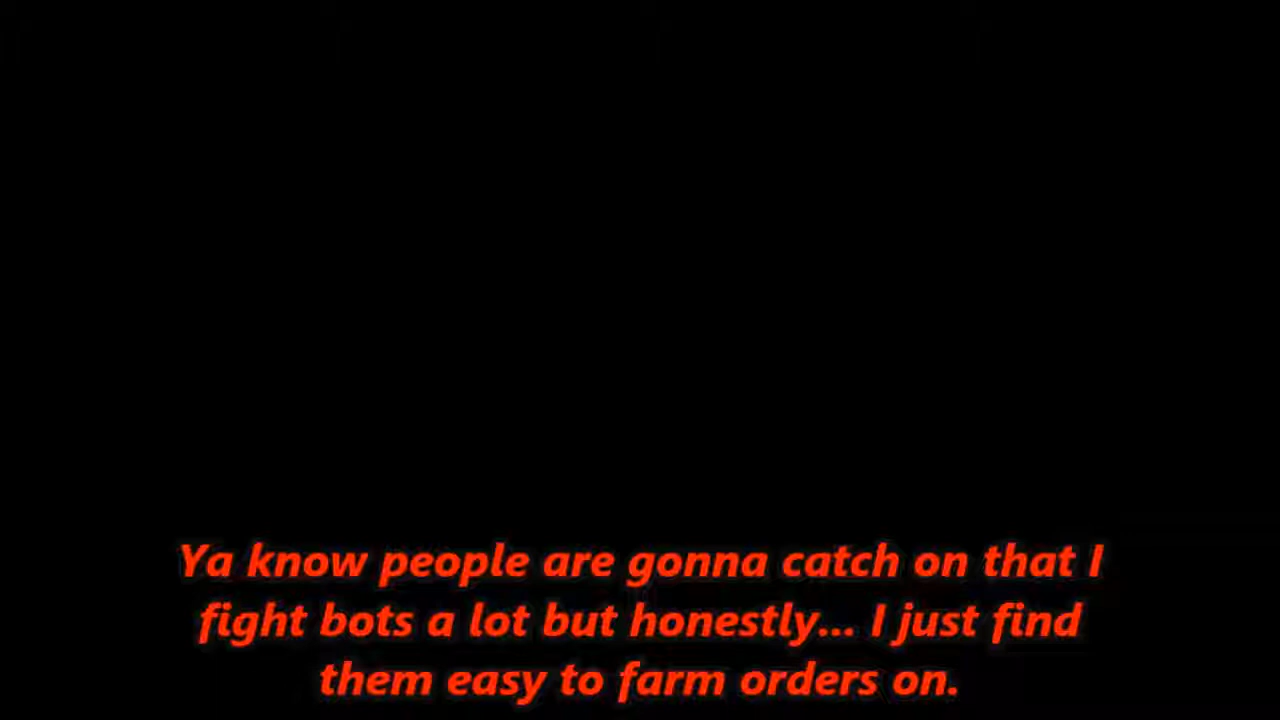 Ya know people are gonna catch on that I
fight bots a lot but honestly... I just find
them easy to farm orders on.